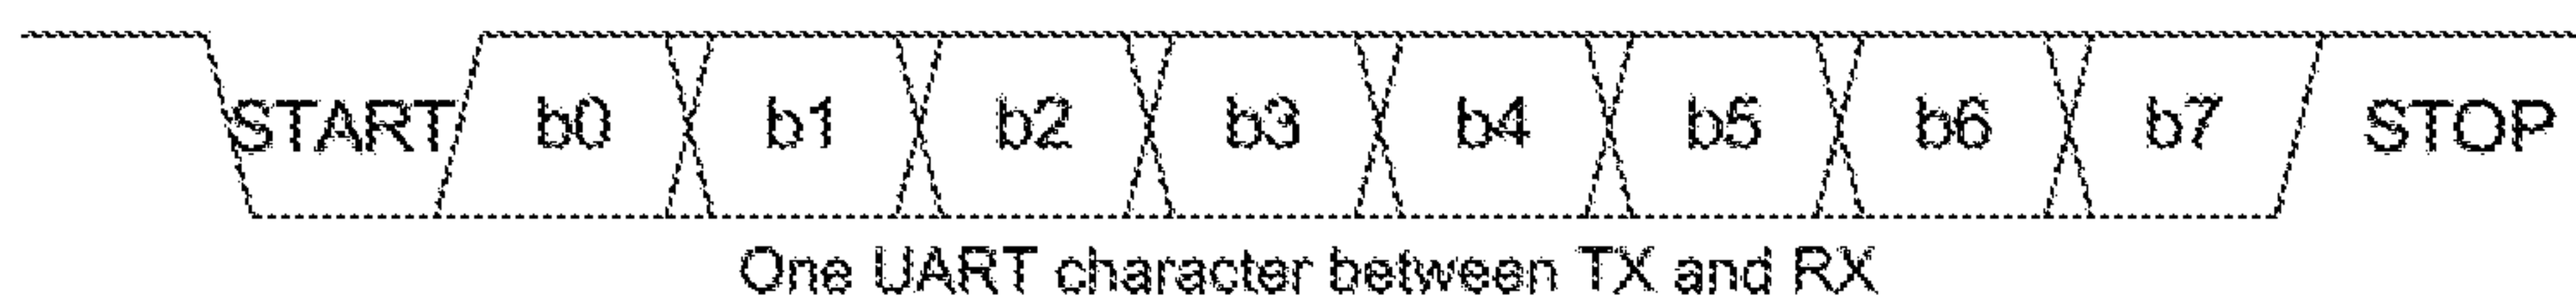 START b0 b1 b2 b3 b4 b5 b6 b7 STOP
One UART character between TX and RX